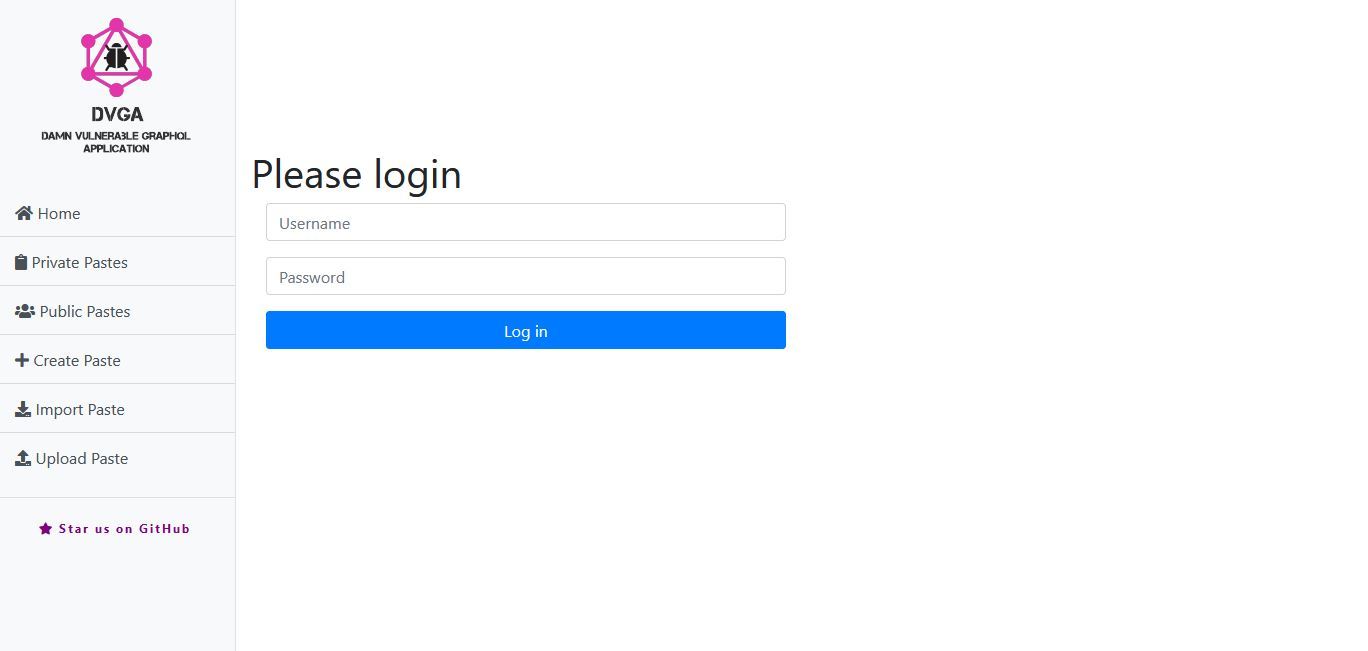 DVGA
DAMN VULNERABLE GRAPHQL
APPLICATION
Home
Private Pastes
Public Pastes
Create Paste
Import Paste
Upload Paste
Star us on GitHub
Please login
Username
Password
Log in